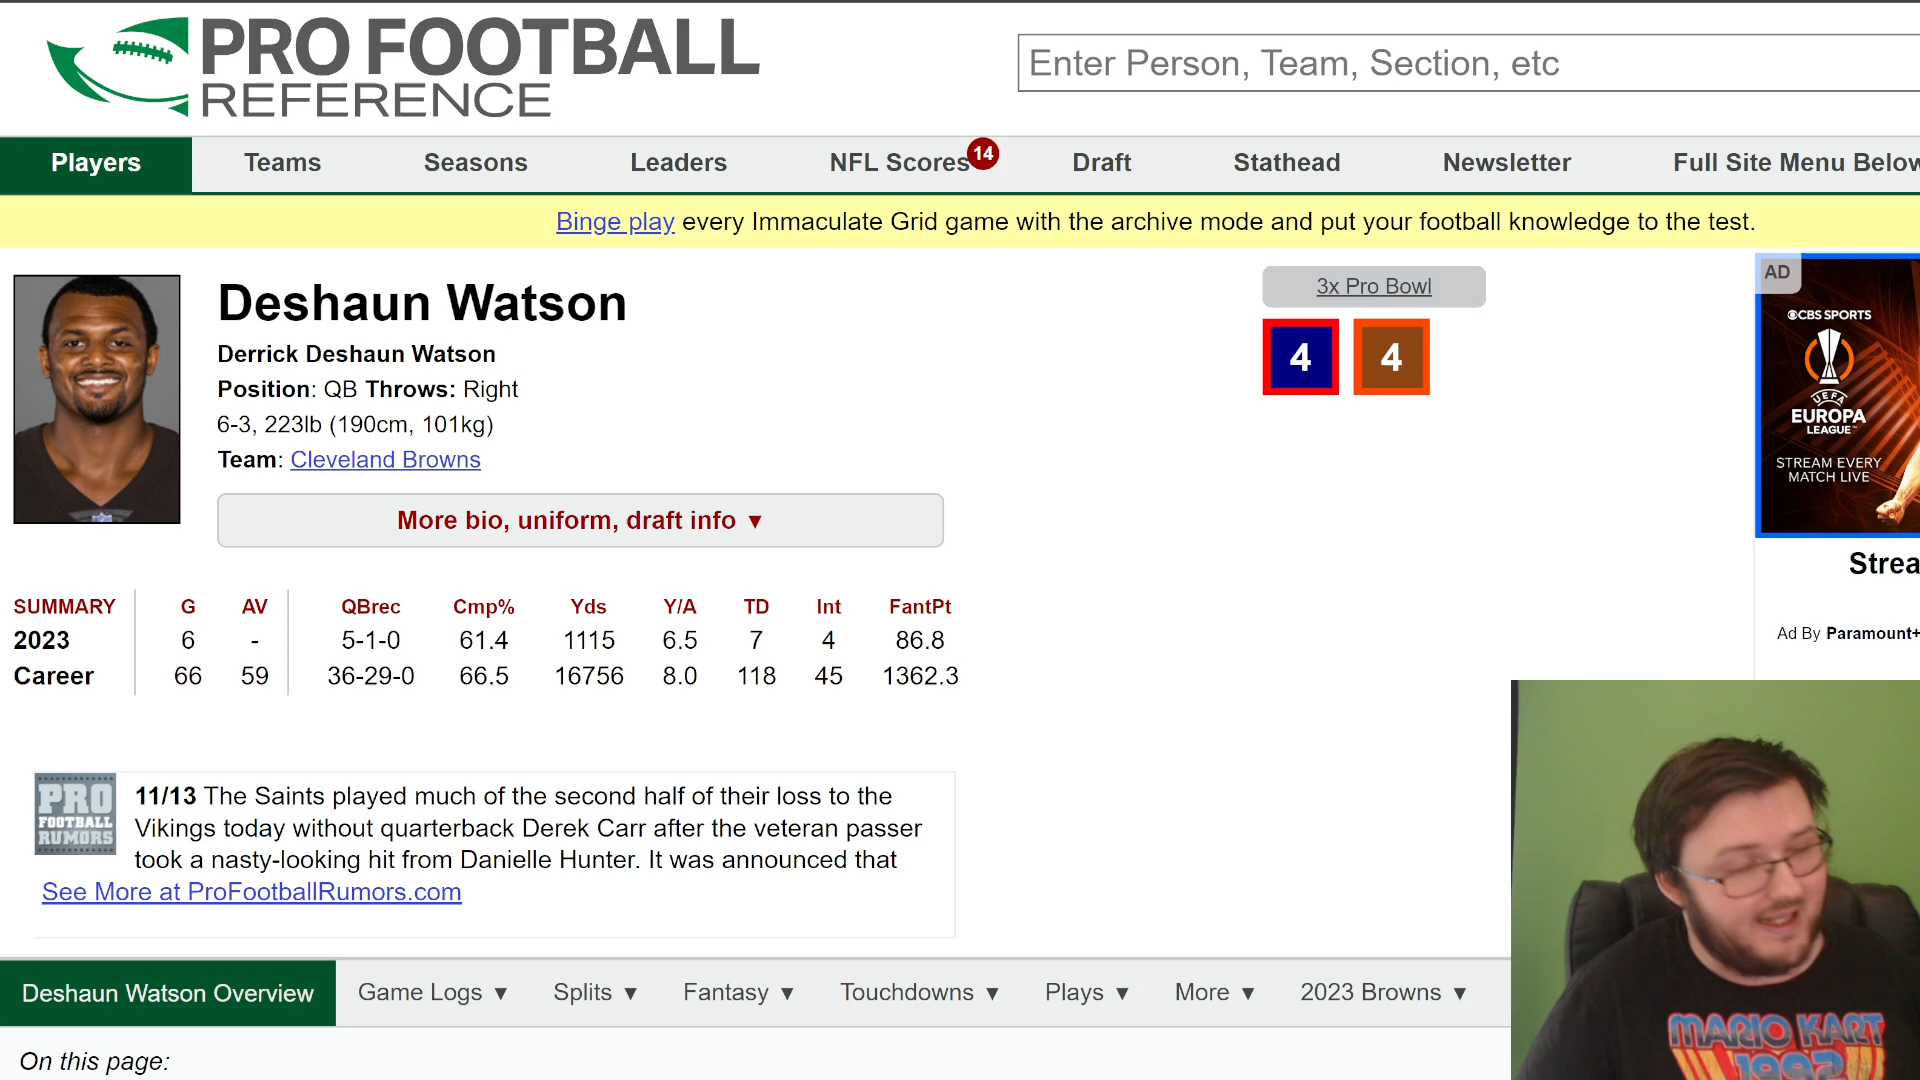 PRO FOOTBALL
REFERENCE
Enter Person, Team, Section, etc
Players Teams Seasons Leaders NFL Scores 14 Draft Stathead Newsletter Full Site Menu Below
Binge play every Immaculate Grid game with the archive mode and put your football knowledge to the test.
Deshaun Watson
Derrick Deshaun Watson
Position: QB Throws: Right
6-3, 223lb (190cm, 101kg)
Team: Cleveland Browns
More bio, uniform, draft info ▼
3x Pro Bowl
4 4
AD
CBS SPORTS
UEFA
EUROPA
LEAGUE™
STREAM EVERY
MATCH LIVE
Strea
Ad By Paramount+
SUMMARY G AV QBrec Cmp% Yds Y/A TD Int FantPt
2023 6 - 5-1-0 61.4 1115 6.5 7 4 86.8
Career 66 59 36-29-0 66.5 16756 8.0 118 45 1362.3
PRO
FOOTBALL
RUMORS
11/13 The Saints played much of the second half of their loss to the
Vikings today without quarterback Derek Carr after the veteran passer
took a nasty-looking hit from Danielle Hunter. It was announced that
See More at ProFootballRumors.com
Deshaun Watson Overview Game Logs ▼ Splits ▼ Fantasy ▼ Touchdowns ▼ Plays ▼ More ▼ 2023 Browns ▼
On this page:
MARIO KART
1992